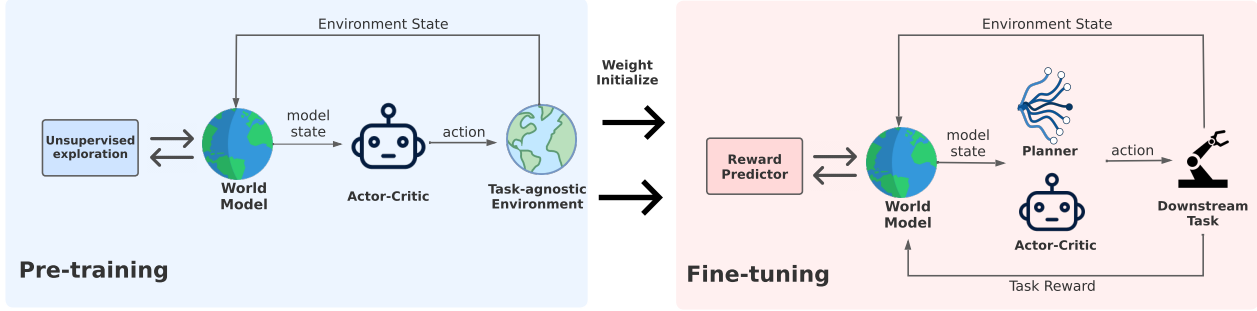 Environment State
Unsupervised
exploration
model
state
action
World
Model
Actor-Critic
Task-agnostic
Environment
Pre-training
Weight
Initialize
Environment State
Reward
Predictor
model
state
Planner
action
World
Model
Actor-Critic
Downstream
Task
Task Reward
Fine-tuning